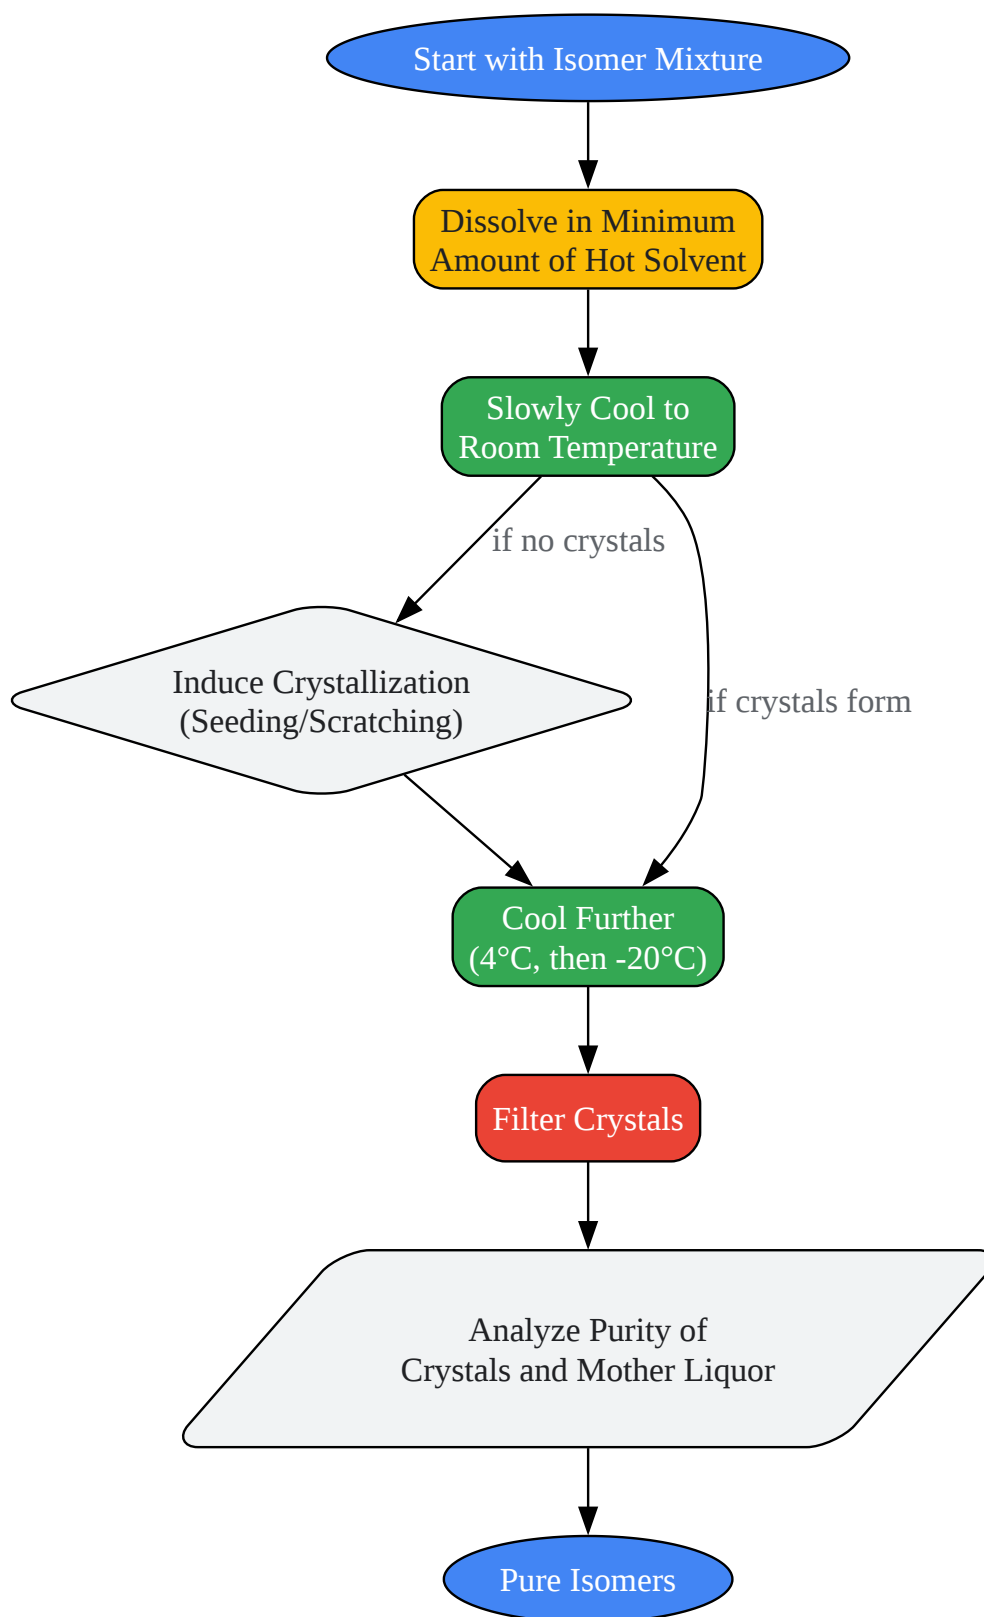 Start with Isomer Mixture
Dissolve in Minimum
Amount of Hot Solvent
Slowly Cool to
Room Temperature
if no crystals
Induce Crystallization
(Seeding/Scratching)
if crystals form
Cool Further
(4°C, then -20°C)
Filter Crystals
Analyze Purity of
Crystals and Mother Liquor
Pure Isomers